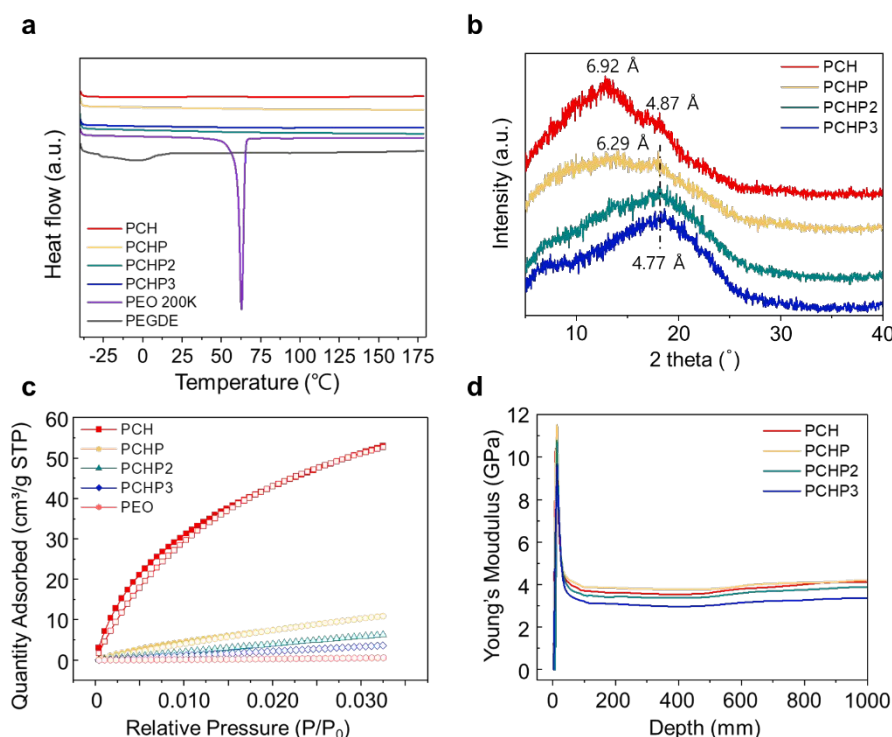 a
Heat flow (a.u.)
PCH
PCHP
PCHP2
PCHP3
PEO 200K
PEGDE
-25 0 25 50 75 100 125 150 175
Temperature (℃)
b
Intensity (a.u.)
6.92 Å
4.87 Å
6.29 Å
4.77 Å
PCH
PCHP
PCHP2
PCHP3
10 20 30 40
2 theta (°)
c
Quantity Adsorbed (cm³/g STP)
60
50
40
30
20
10
0
PCH
PCHP
PCHP2
PCHP3
PEO
0.0 0.010 0.020 0.030
Relative Pressure (P/P₀)
d
Young's Moudulus (GPa)
12
10
8
6
4
2
0
PCH
PCHP
PCHP2
PCHP3
0 200 400 600 800 1000
Depth (mm)